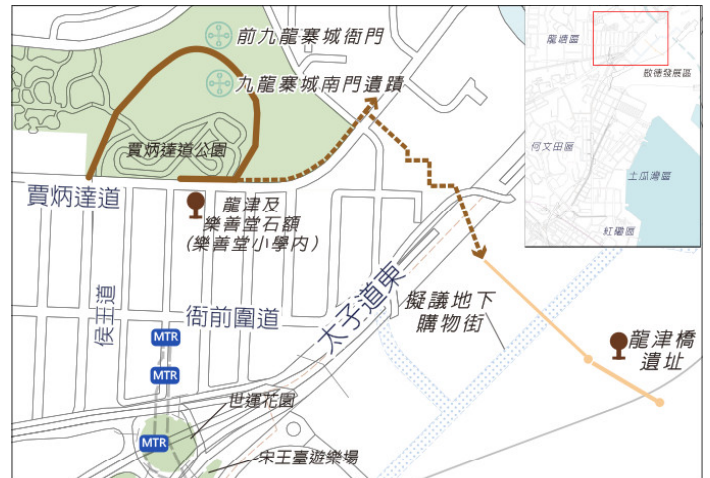 前九龍寨城衙門
九龍寨城南門遺蹟
賈炳達道公園
賈炳達道
龍津及
樂善堂石額
(樂善堂小學內)
侯王道
衙前圍道
太子道東
擬議地下
購物街
龍津橋
遺址
MTR
MTR
MTR
世運花園
宋王臺遊樂場
龍塘區
啟德發展區
何文田區
土瓜灣區
紅磡區